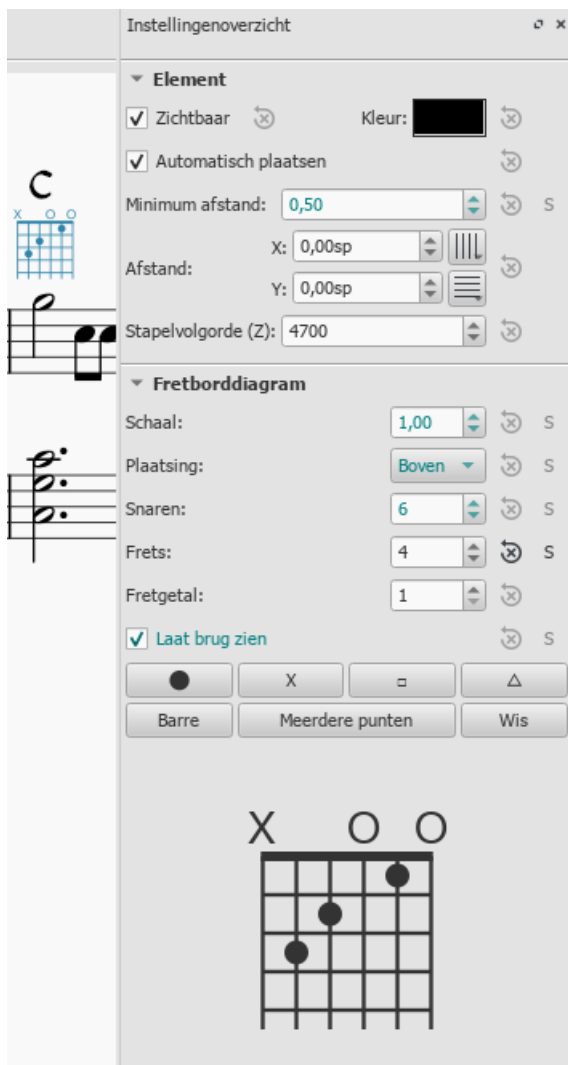 Instellingenoverzicht
Element
Zichtbaar Kleur:
Automatisch plaatsen
Minimum afstand: 0,50 S
Afstand: X: 0,00sp
Y: 0,00sp
Stapelvolgorde (Z): 4700
Fretborddiagram
Schaal: 1,00 S
Plaatsing: Boven S
Snaren: 6 S
Frets: 4 S
Fretgetal: 1
Laat brug zien S
X
Barre Meerdere punten Wis
X O O
C
X O O